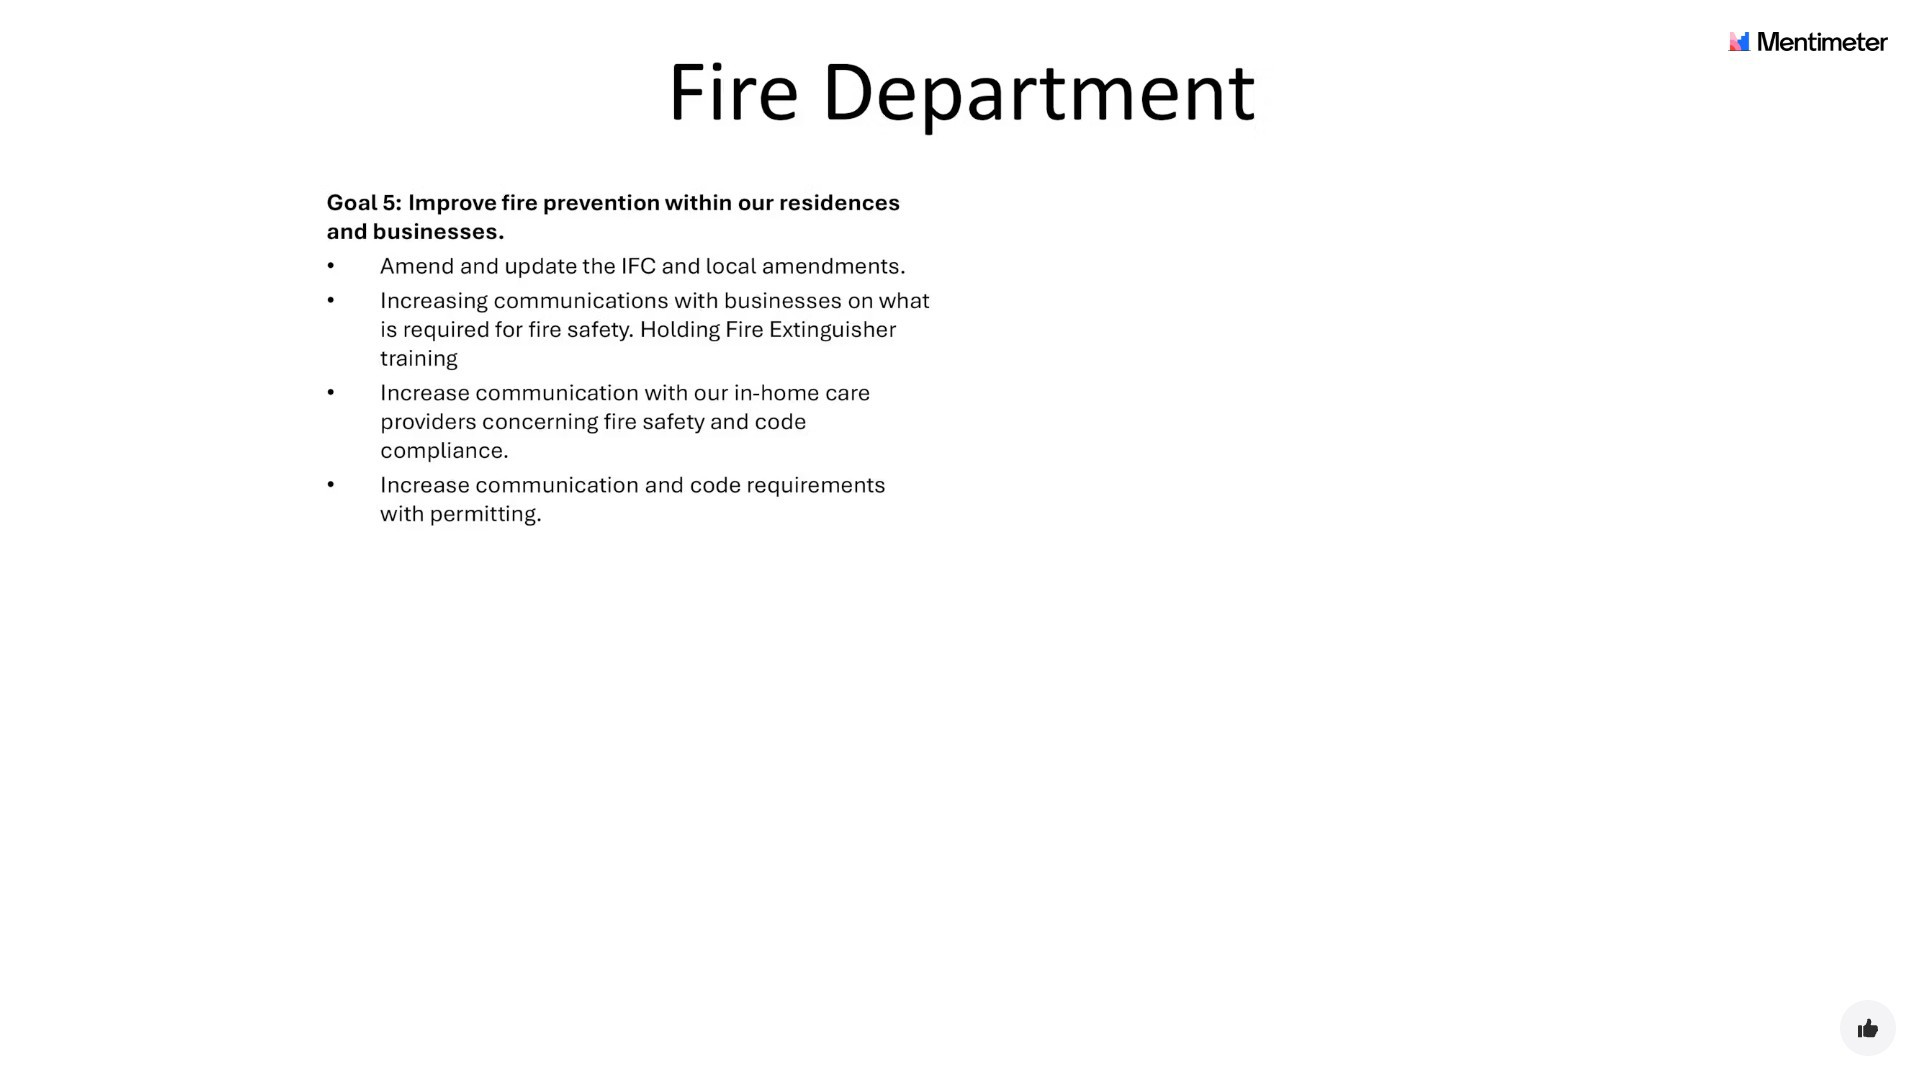 Mentimeter
Fire Department
Goal 5: Improve fire prevention within our residences
and businesses.
• Amend and update the IFC and local amendments.
• Increasing communications with businesses on what
is required for fire safety. Holding Fire Extinguisher
training
• Increase communication with our in-home care
providers concerning fire safety and code
compliance.
• Increase communication and code requirements
with permitting.